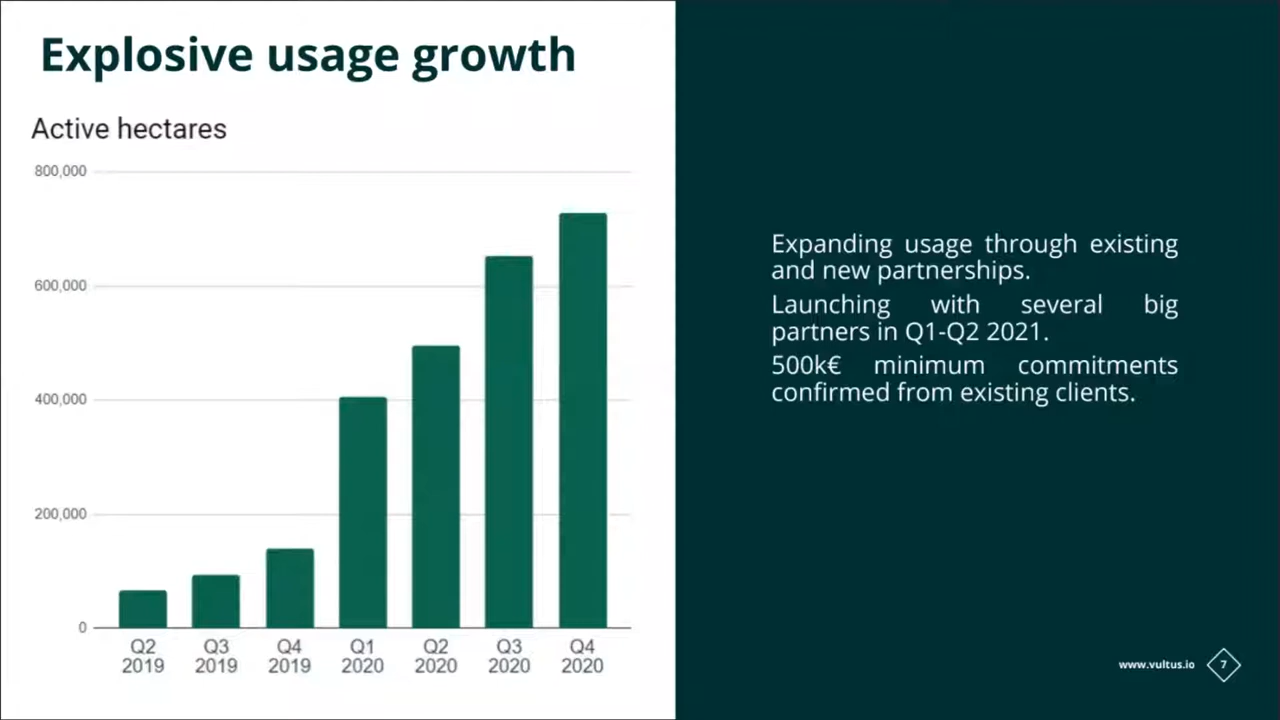 Explosive usage growth
Active hectares
800,000
600,000
400,000
200,000
0
Q2 2019
Q3 2019
Q4 2019
Q1 2020
Q2 2020
Q3 2020
Q4 2020
Expanding usage through existing
and new partnerships.
Launching with several big
partners in Q1-Q2 2021.
500k€ minimum commitments
confirmed from existing clients.
www.vultus.io
7